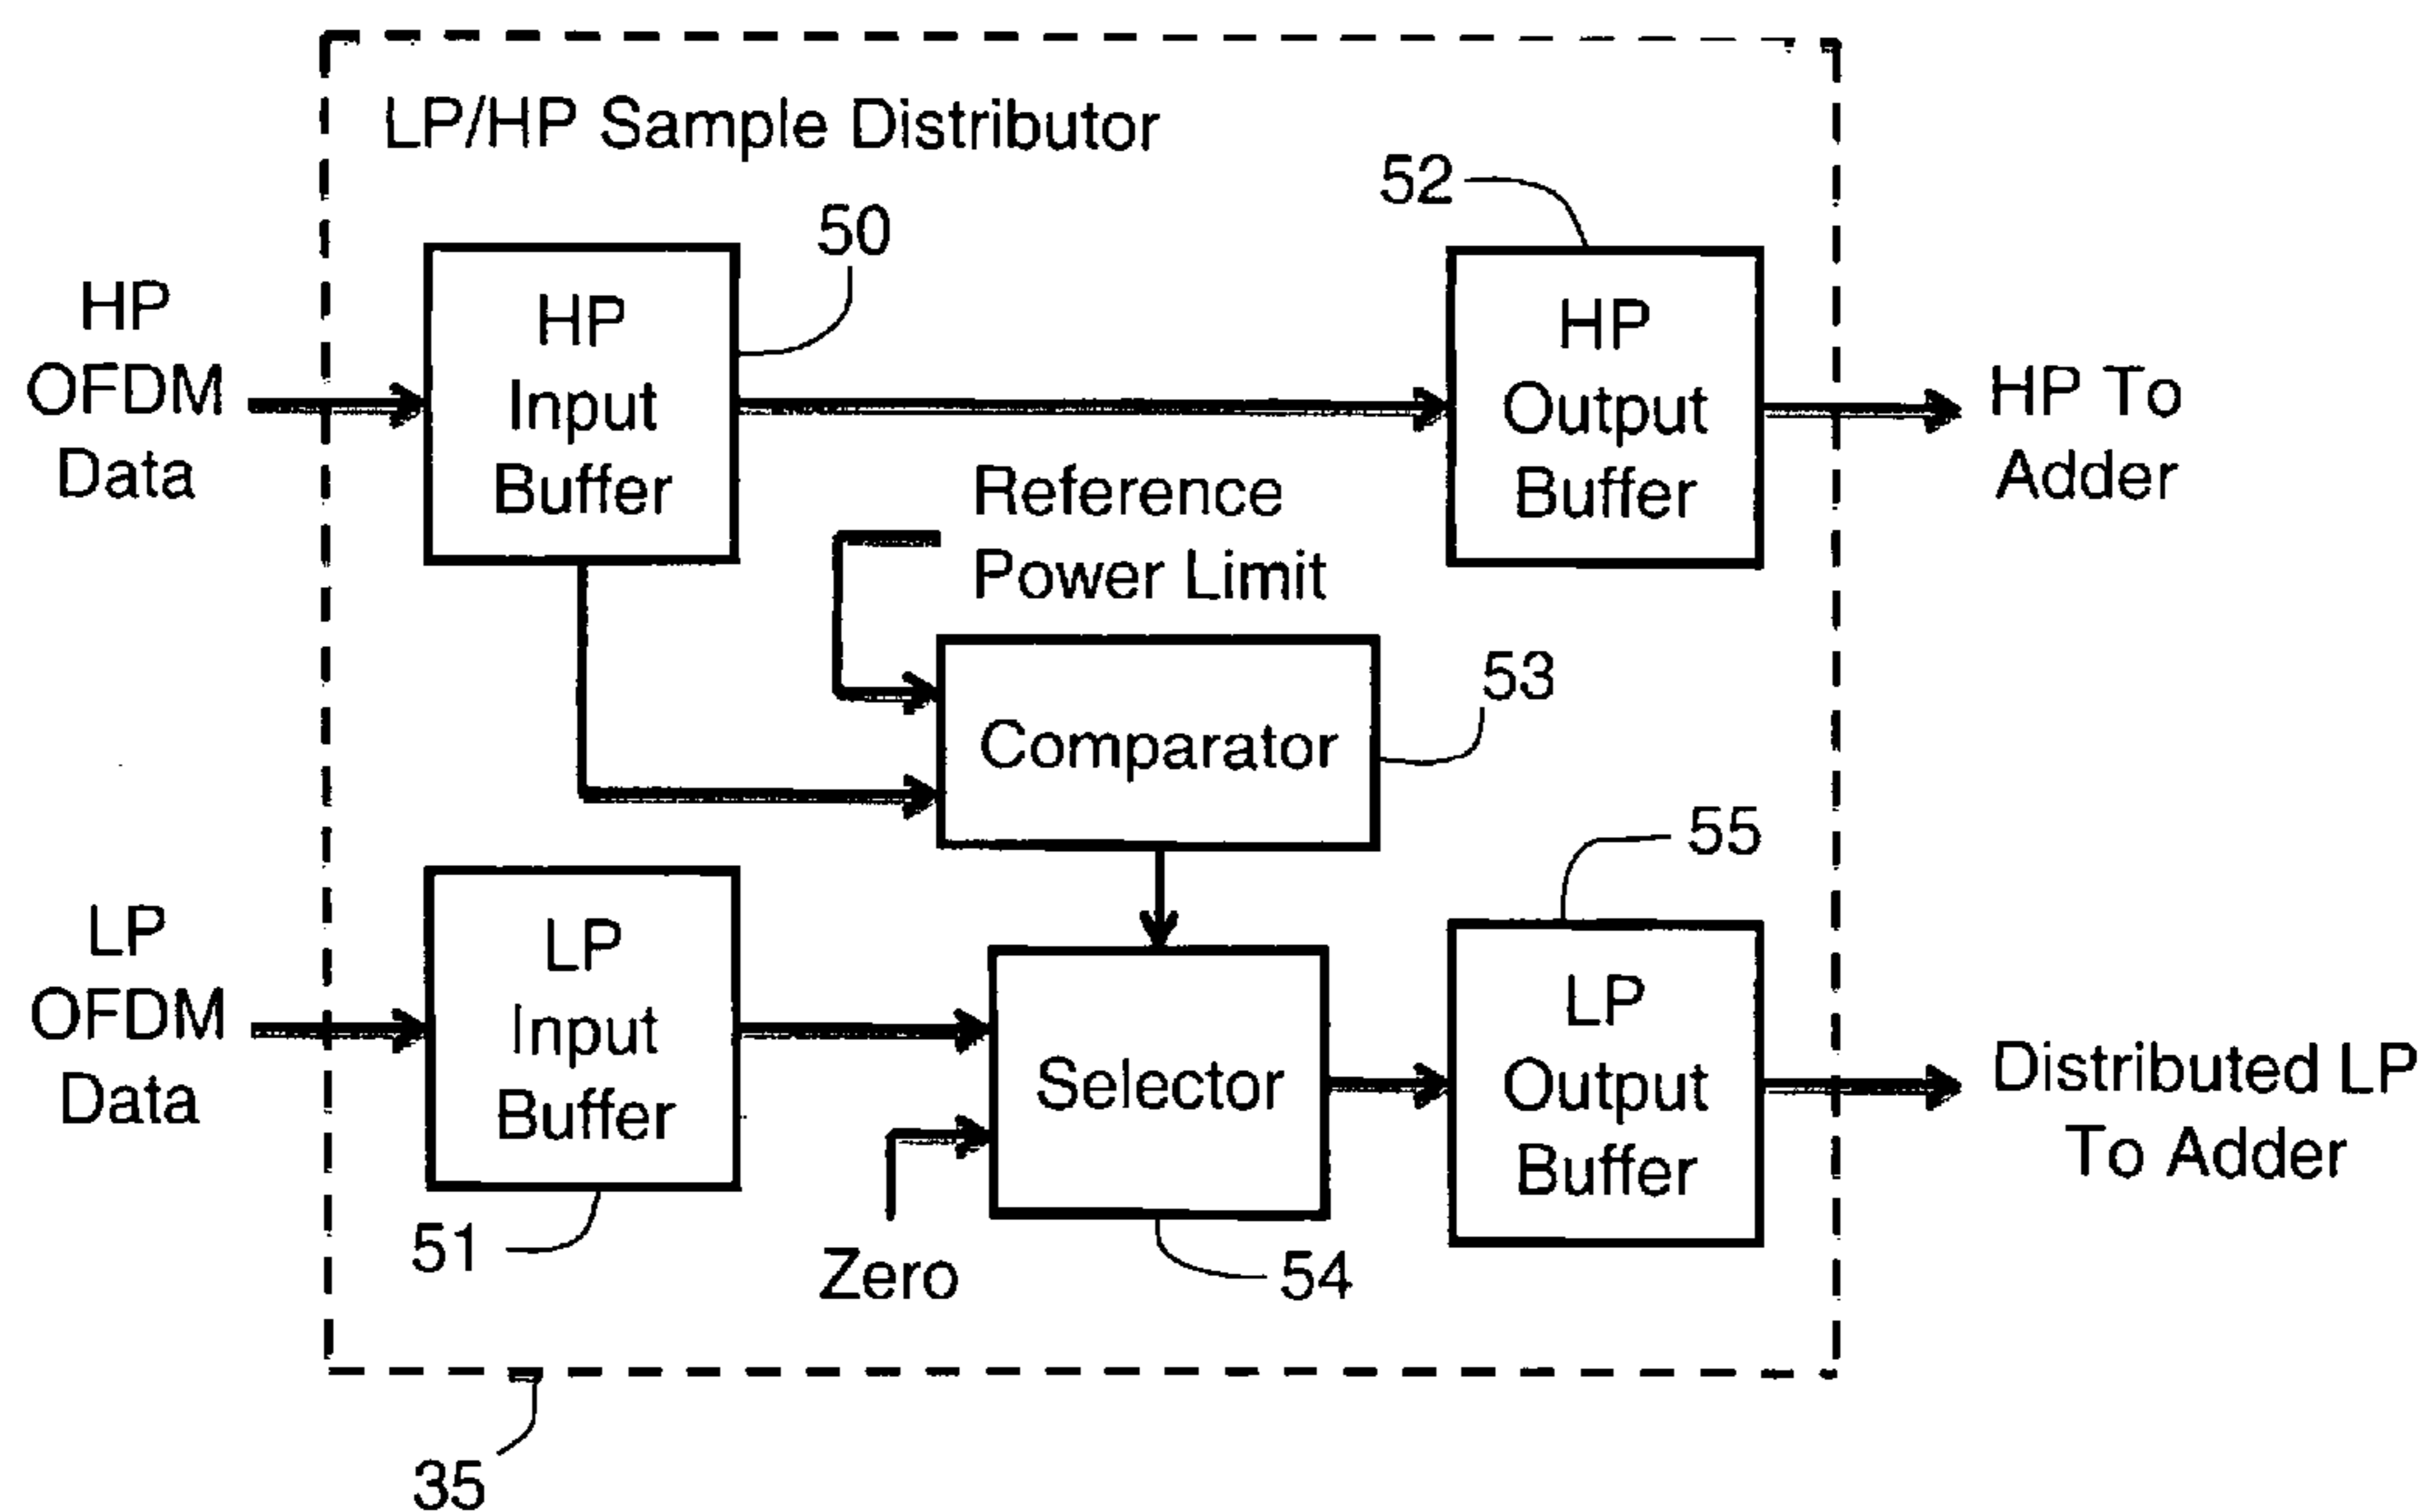 LP/HP Sample Distributor
50
52
HP
OFDM
Data
HP
Input
Buffer
HP
Output
Buffer
HP To
Adder
Reference
Power Limit
53
Comparator
55
LP
OFDM
Data
LP
Input
Buffer
Selector
LP
Output
Buffer
Distributed LP
To Adder
51
Zero
54
35